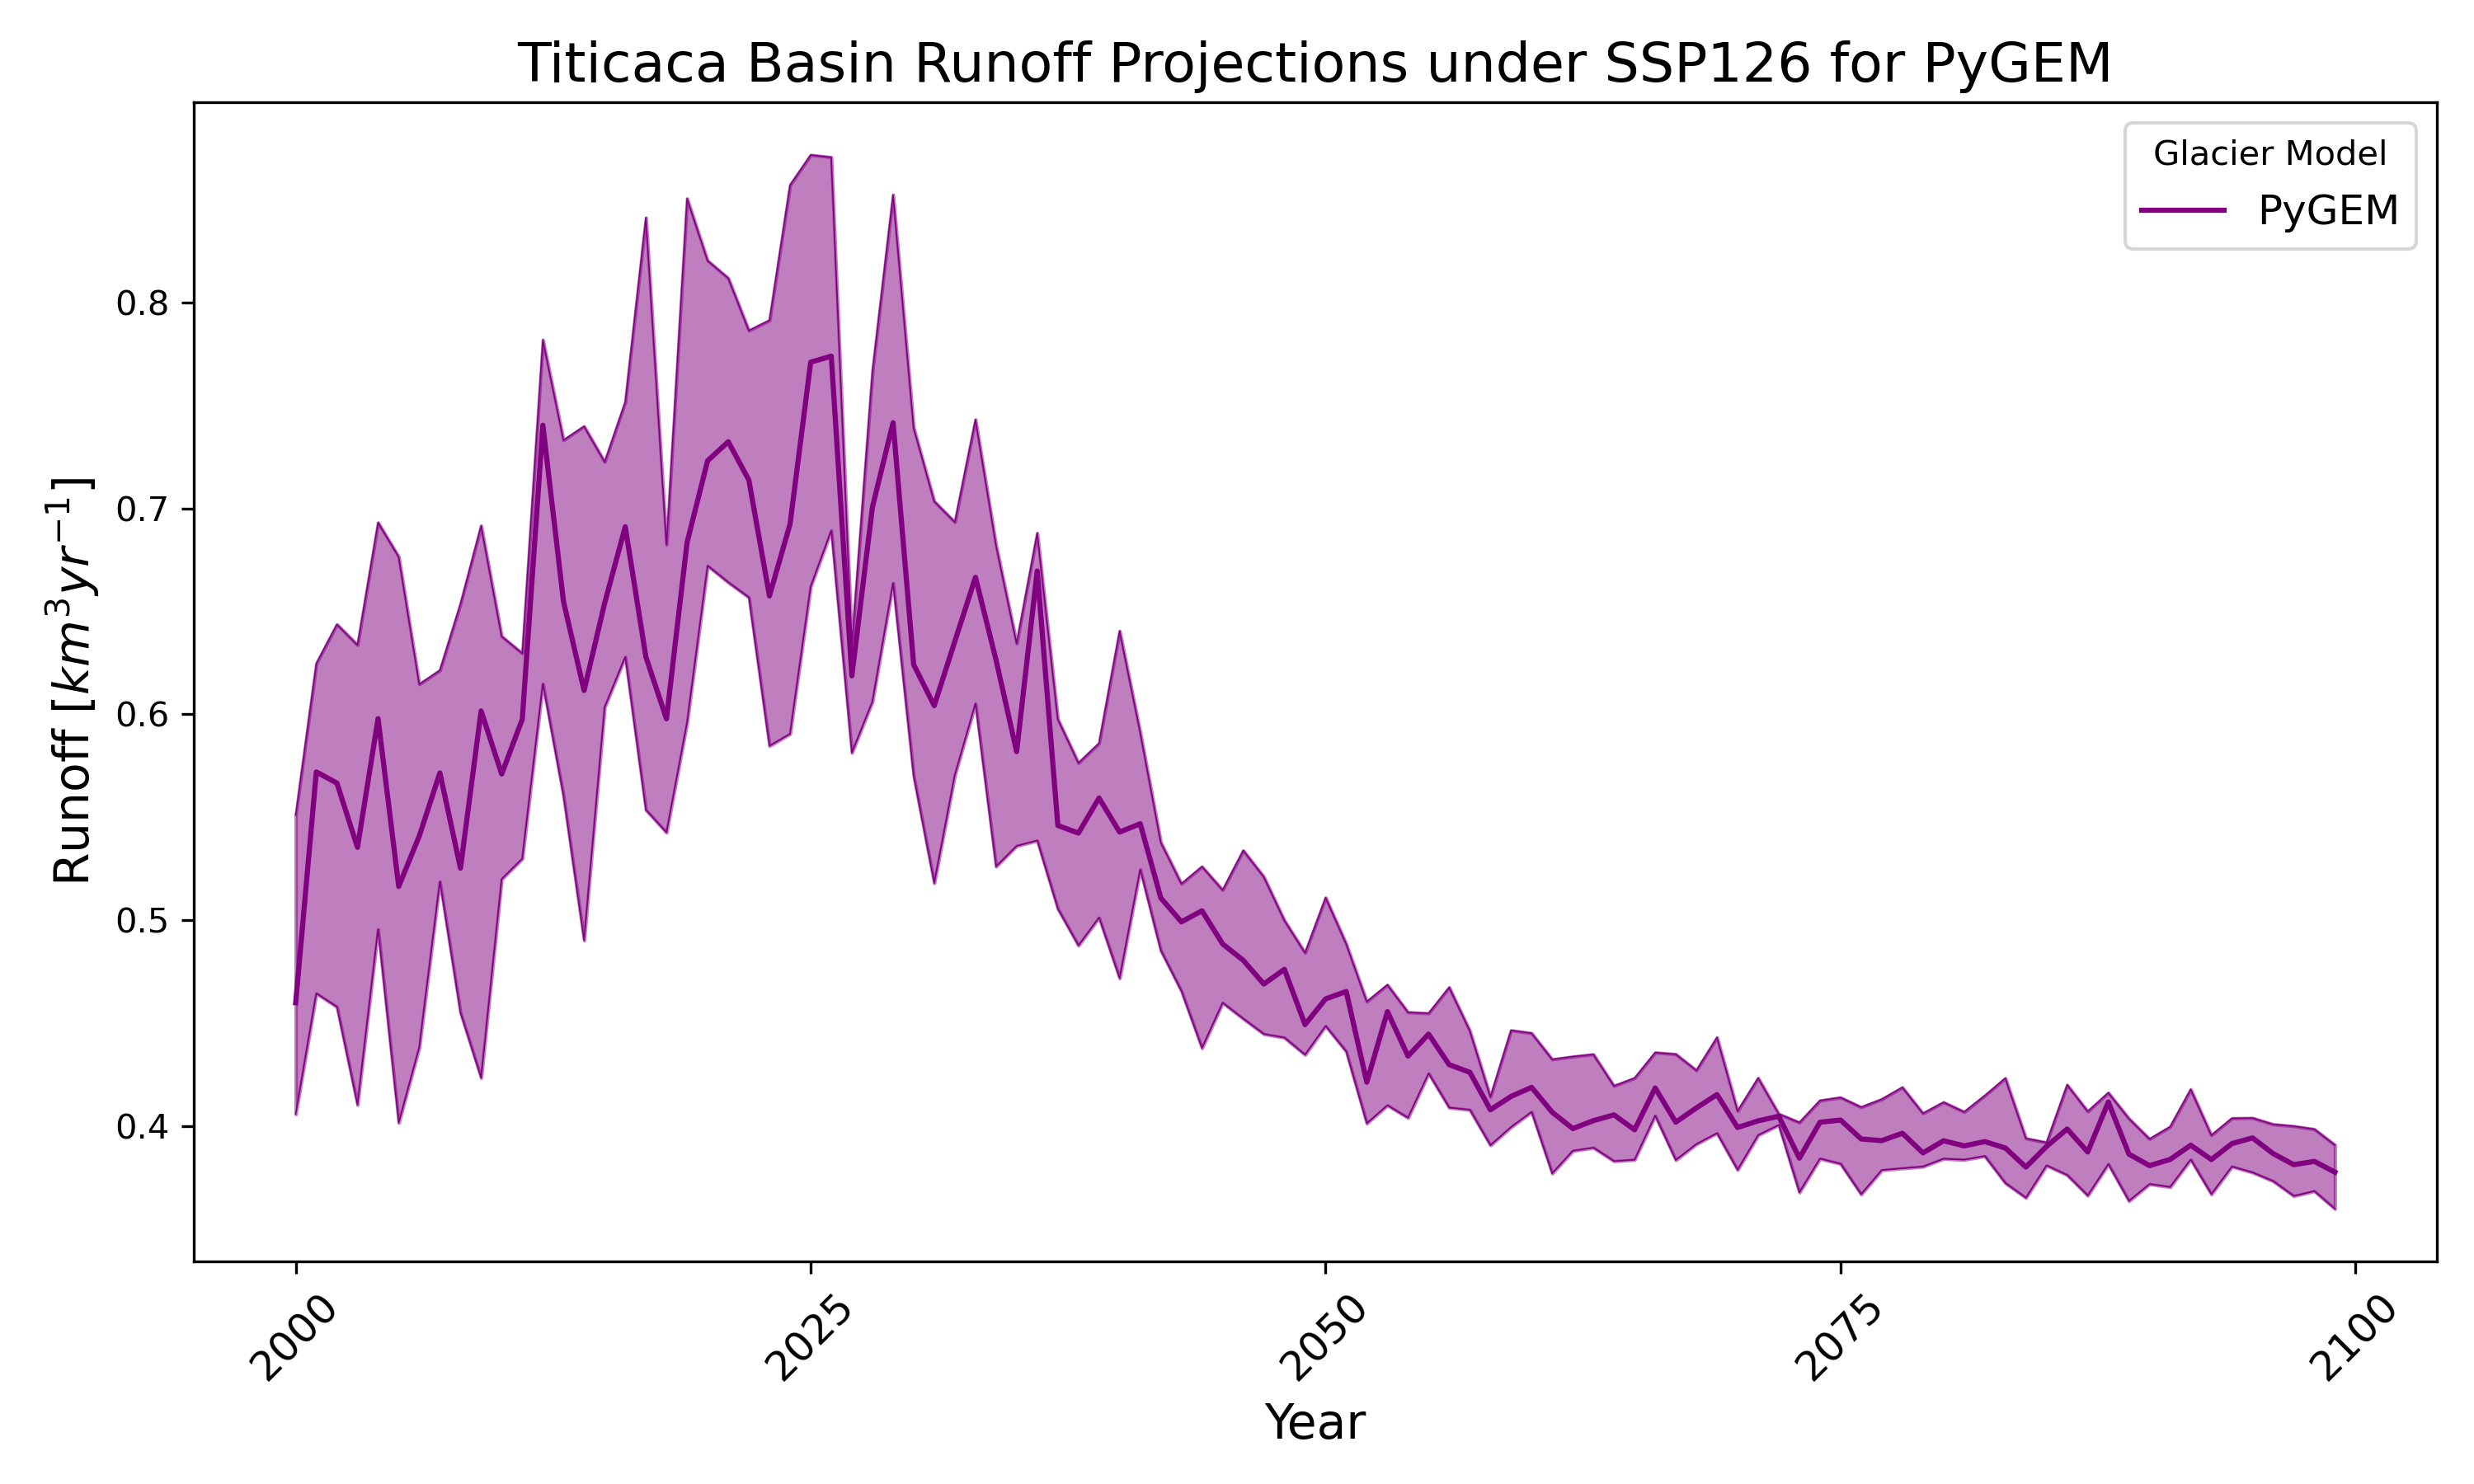 Titicaca Basin Runoff Projections under SSP126 for PyGEM
Glacier Model
PyGEM
Runoff [km³yr⁻¹]
0.8
0.7
0.6
0.5
0.4
2000
2025
2050
2075
2100
Year